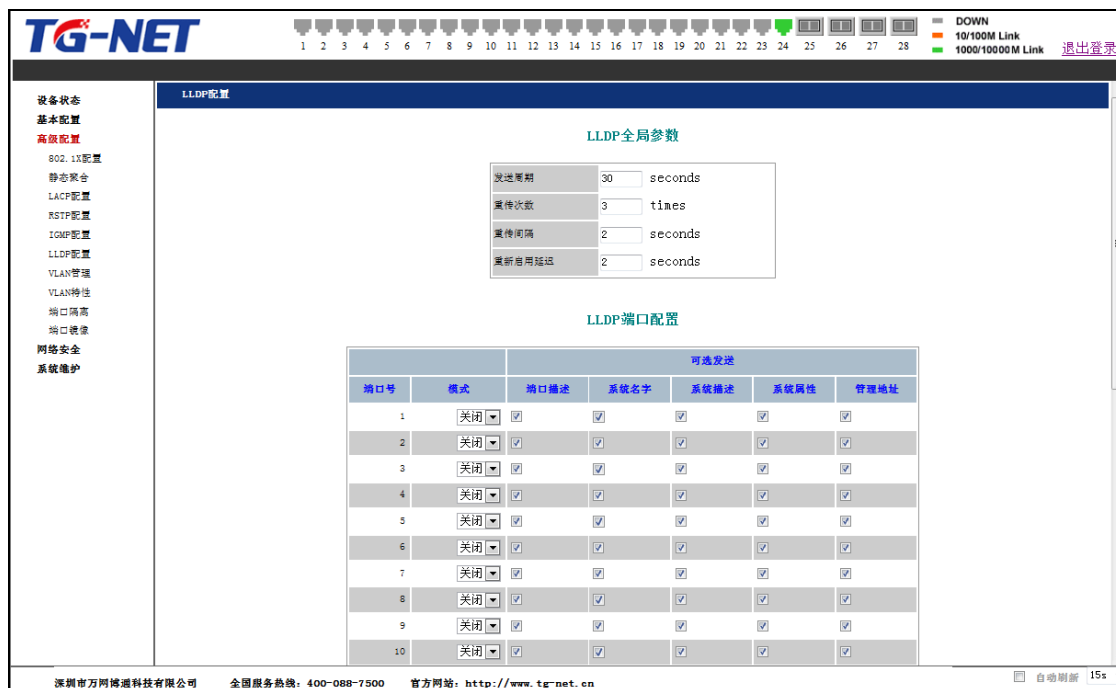 TG-NET
1 2 3 4 5 6 7 8 9 10 11 12 13 14 15 16 17 18 19 20 21 22 23 24 25 26 27 28
DOWN
10/100M Link
1000/10000M Link
退出登录
设备状态
基本配置
高级配置
802.1X配置
静态聚合
LACP配置
RSTP配置
IGMP配置
LLDP配置
VLAN管理
VLAN特性
端口隔离
端口镜像
网络安全
系统维护
LLDP配置
LLDP全局参数
发送周期 30 seconds
重传次数 3 times
重传间隔 2 seconds
重新启用延迟 2 seconds
LLDP端口配置
可选发送
端口号 模式 端口描述 系统名字 系统描述 系统属性 管理地址
1 关闭
2 关闭
3 关闭
4 关闭
5 关闭
6 关闭
7 关闭
8 关闭
9 关闭
10 关闭
深圳市万网博通科技有限公司 全国服务热线: 400-088-7500 官方网站: http://www.tg-net.cn
自动刷新 15s